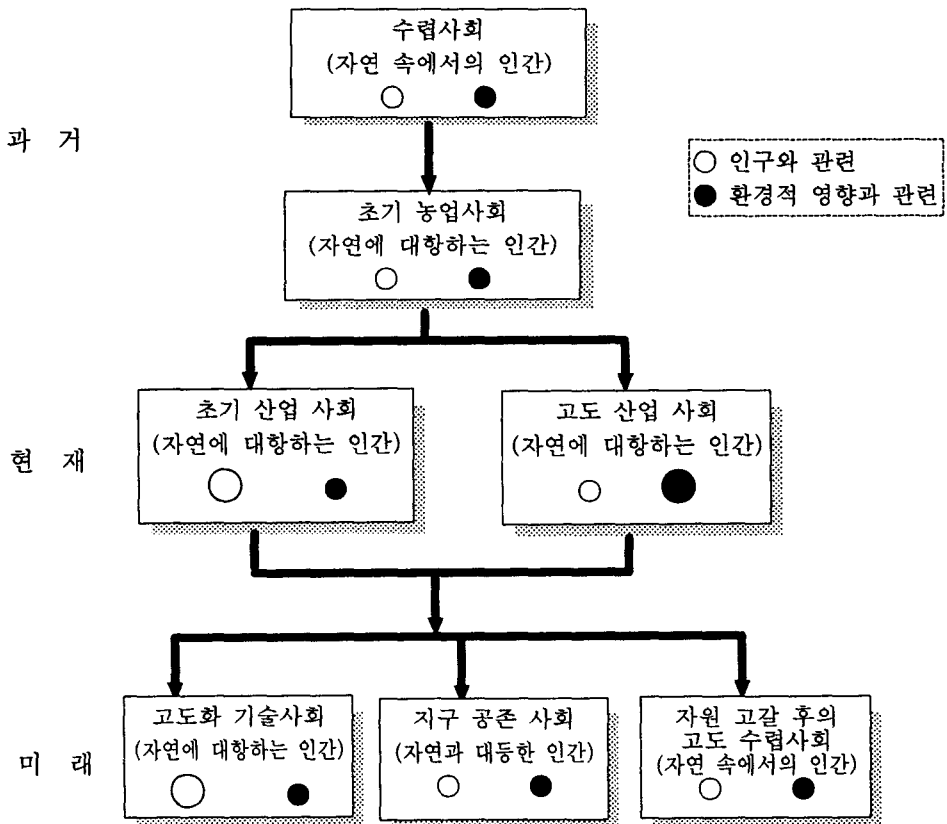 수렵사회
(자연 속에서의 인간)
과 거
○ 인구와 관련
● 환경적 영향과 관련
초기 농업사회
(자연에 대항하는 인간)
초기 산업 사회
(자연에 대항하는 인간)
고도 산업 사회
(자연에 대항하는 인간)
현 재
고도화 기술사회
(자연에 대항하는 인간)
지구 공존 사회
(자연과 대등한 인간)
자원 고갈 후의
고도 수렵사회
(자연 속에서의 인간)
미 래